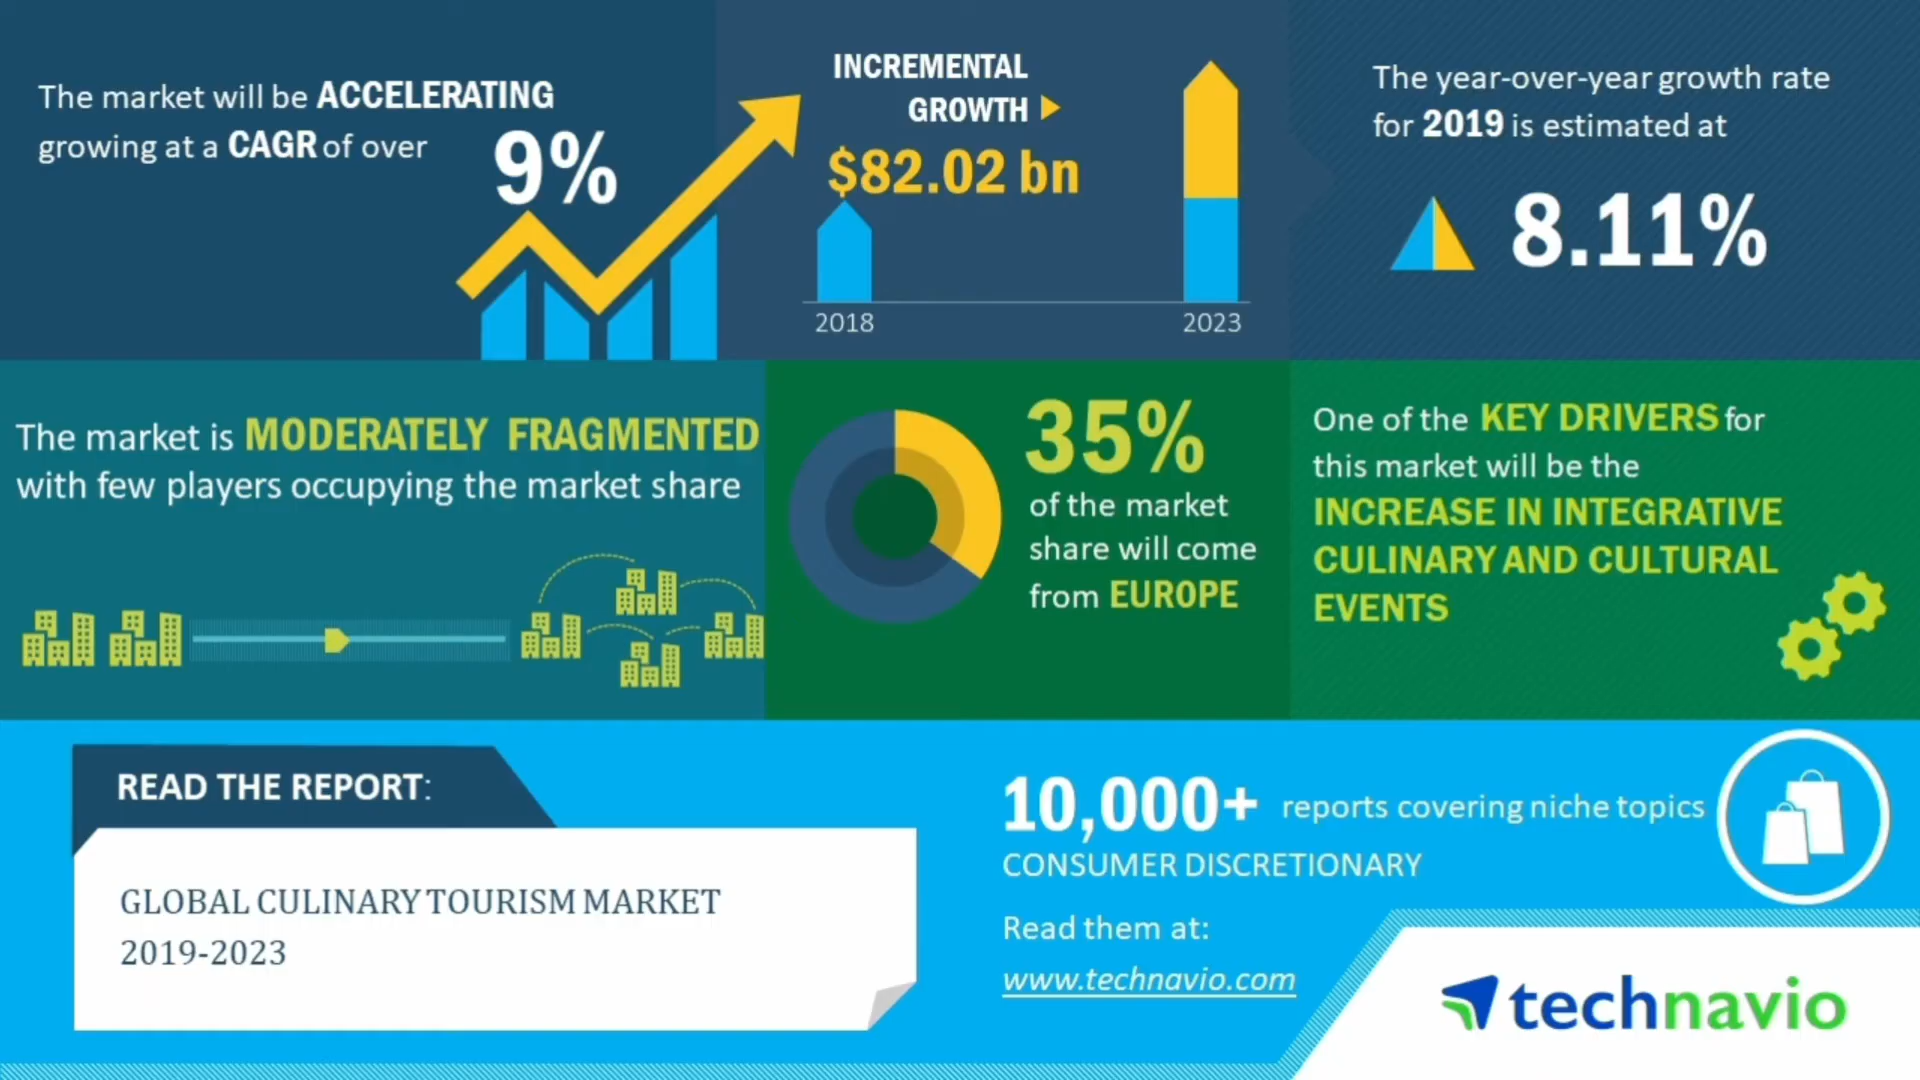 The market will be ACCELERATING
growing at a CAGR of over
9%
INCREMENTAL
GROWTH
$82.02 bn
2018
2023
The year-over-year growth rate
for 2019 is estimated at
8.11%
The market is MODERATELY FRAGMENTED
with few players occupying the market share
35%
of the market
share will come
from EUROPE
One of the KEY DRIVERS for
this market will be the
INCREASE IN INTEGRATIVE
CULINARY AND CULTURAL
EVENTS
READ THE REPORT:
GLOBAL CULINARY TOURISM MARKET
2019-2023
10,000+ reports covering niche topics
CONSUMER DISCRETIONARY
Read them at:
www.technavio.com
technavio